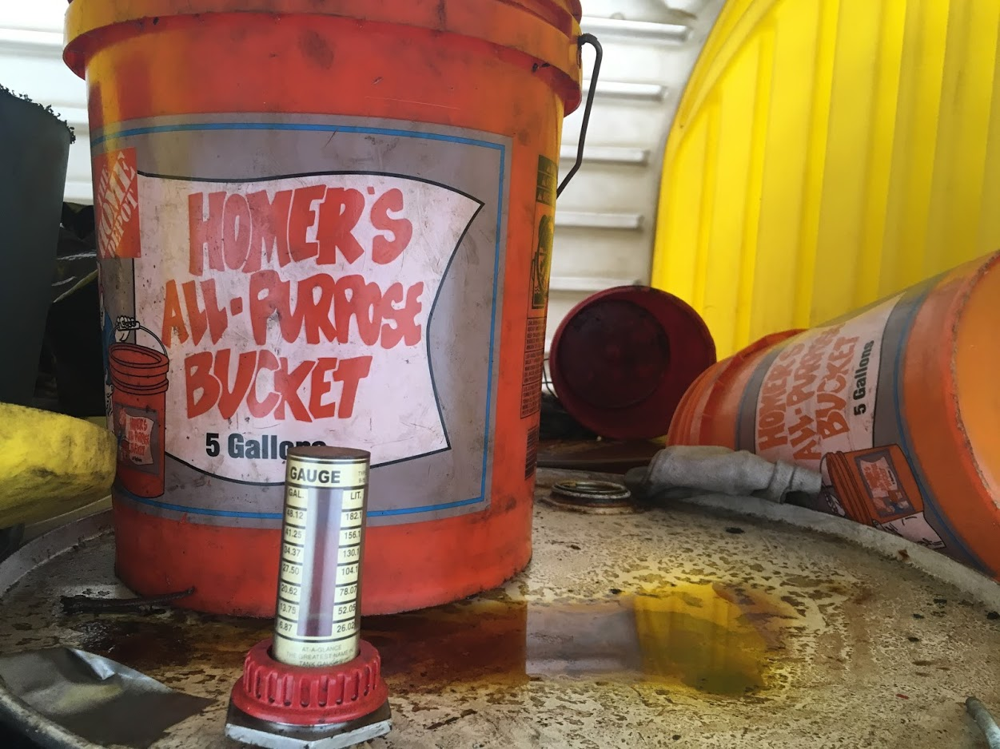 THE
HOME
DEPOT
HOMER'S
ALL-PURPOSE
BUCKET
5 Gallons
GAUGE
GAL. LIT.
48.12 182.1
41.25 156.1
34.37 130.1
27.50 104.1
20.62 78.07
13.75 52.05
6.87 26.02
AT-A-GLANCE
THE GREATEST NAME IN
TANK GAUGES
HOMER'S
ALL-PURPOSE
BUCKET
5 Gallons
HOMER'S
ALL-PURPOSE
BUCKET